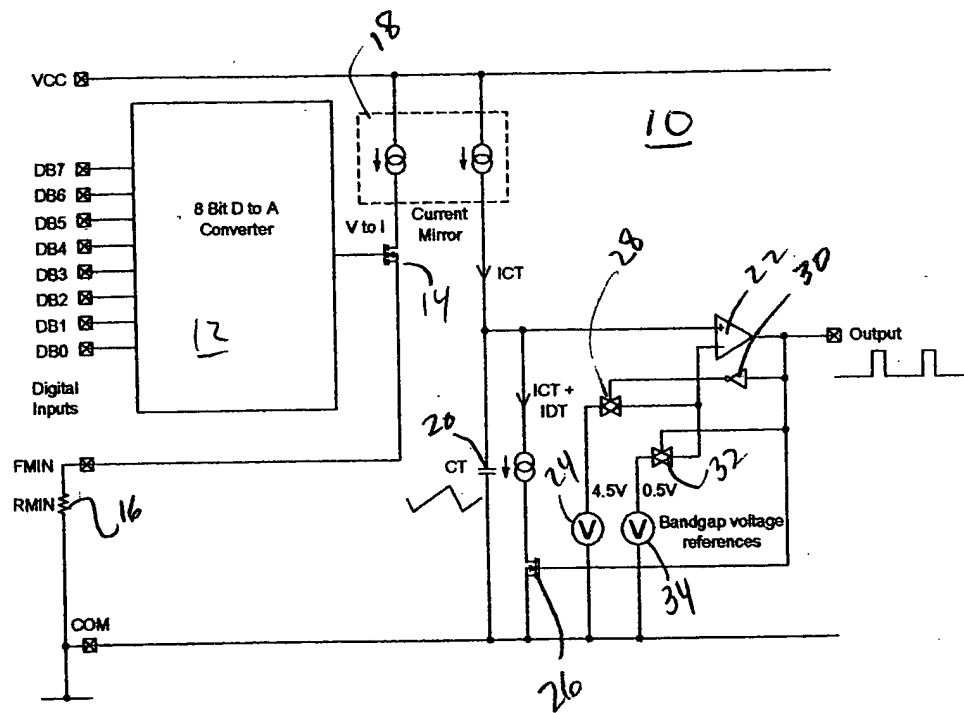 18
VCC
10
DB7
DB6
DB5
DB4
DB3
DB2
DB1
DB0
8 Bit D to A
Converter
12
V to I
Current
Mirror
14
ICT
28
22
30
Output
Digital
Inputs
ICT +
IDT
20
CT
24
4.5V
0.5V
32
FMIN
RMIN
16
Bandgap voltage
references
V
V
34
COM
26